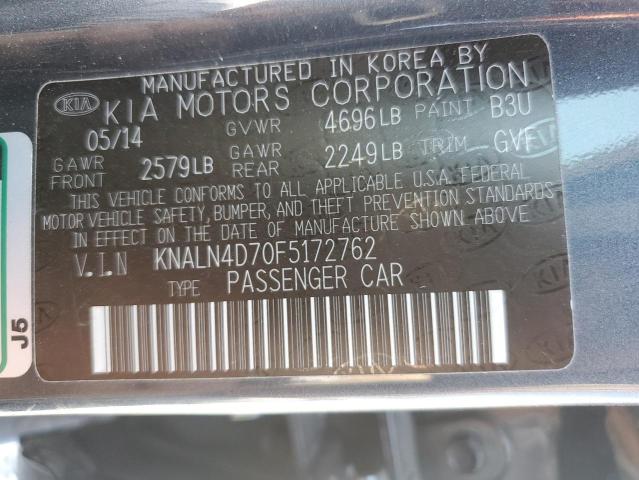 MANUFACTURED IN KOREA BY
KIA KIA MOTORS CORPORATION
05/14 GVWR 4696LB PAINT B3U
GAWR FRONT 2579LB GAWR REAR 2249LB TRIM GVF
THIS VEHICLE CONFORMS TO ALL APPLICABLE U.S.A. FEDERAL
MOTOR VEHICLE SAFETY, BUMPER, AND THEFT PREVENTION STANDARDS
IN EFFECT ON THE DATE OF MANUFACTURE SHOWN ABOVE
V.I.N KNALN4D70F5172762
TYPE PASSENGER CAR
J5